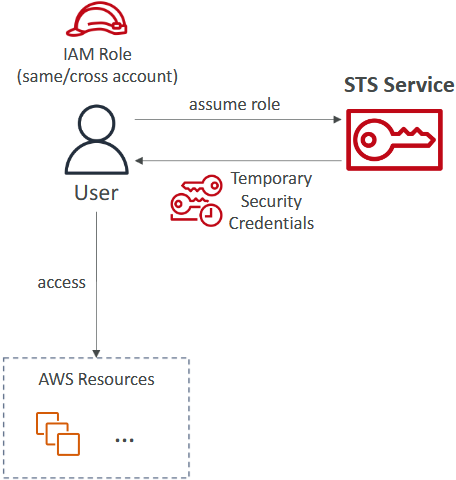 IAM Role
(same/cross account)
STS Service
assume role
User
Temporary
Security
Credentials
access
AWS Resources
...